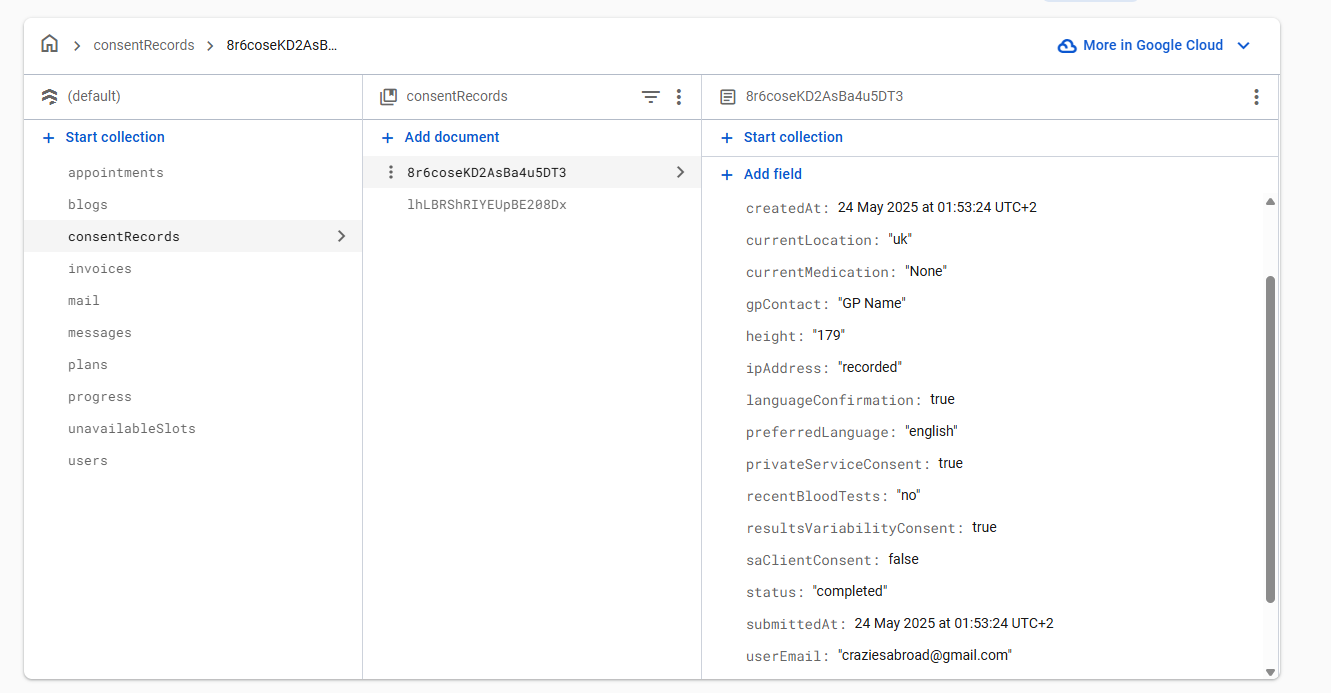 consentRecords
8r6coseKD2AsB...
More in Google Cloud
(default)
consentRecords
8r6coseKD2AsBa4u5DT3
Start collection
Add document
Start collection
appointments
blogs
consentRecords
invoices
mail
messages
plans
progress
unavailableSlots
users
8r6coseKD2AsBa4u5DT3
lhLBRShRIYEUpBE208Dx
Add field
createdAt: 24 May 2025 at 01:53:24 UTC+2
currentLocation: "uk"
currentMedication: "None"
gpContact: "GP Name"
height: "179"
ipAddress: "recorded"
languageConfirmation: true
preferredLanguage: "english"
privateServiceConsent: true
recentBloodTests: "no"
resultsVariabilityConsent: true
saClientConsent: false
status: "completed"
submittedAt: 24 May 2025 at 01:53:24 UTC+2
userEmail: "craziesabroad@gmail.com"